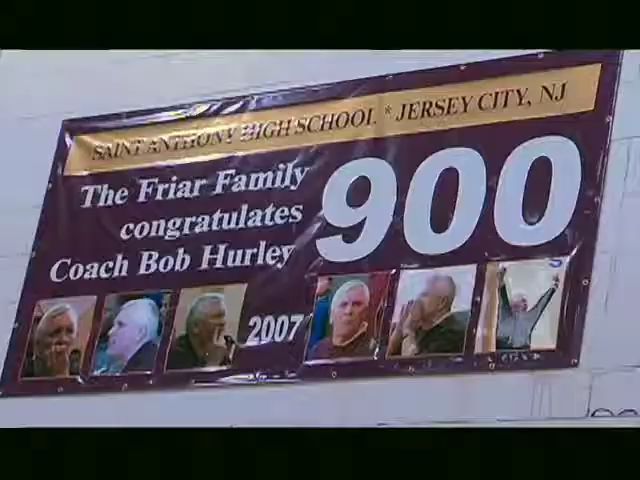 SAINT ANTHONY HIGH SCHOOL * JERSEY CITY, NJ
The Friar Family
congratulates
Coach Bob Hurley
900
2007